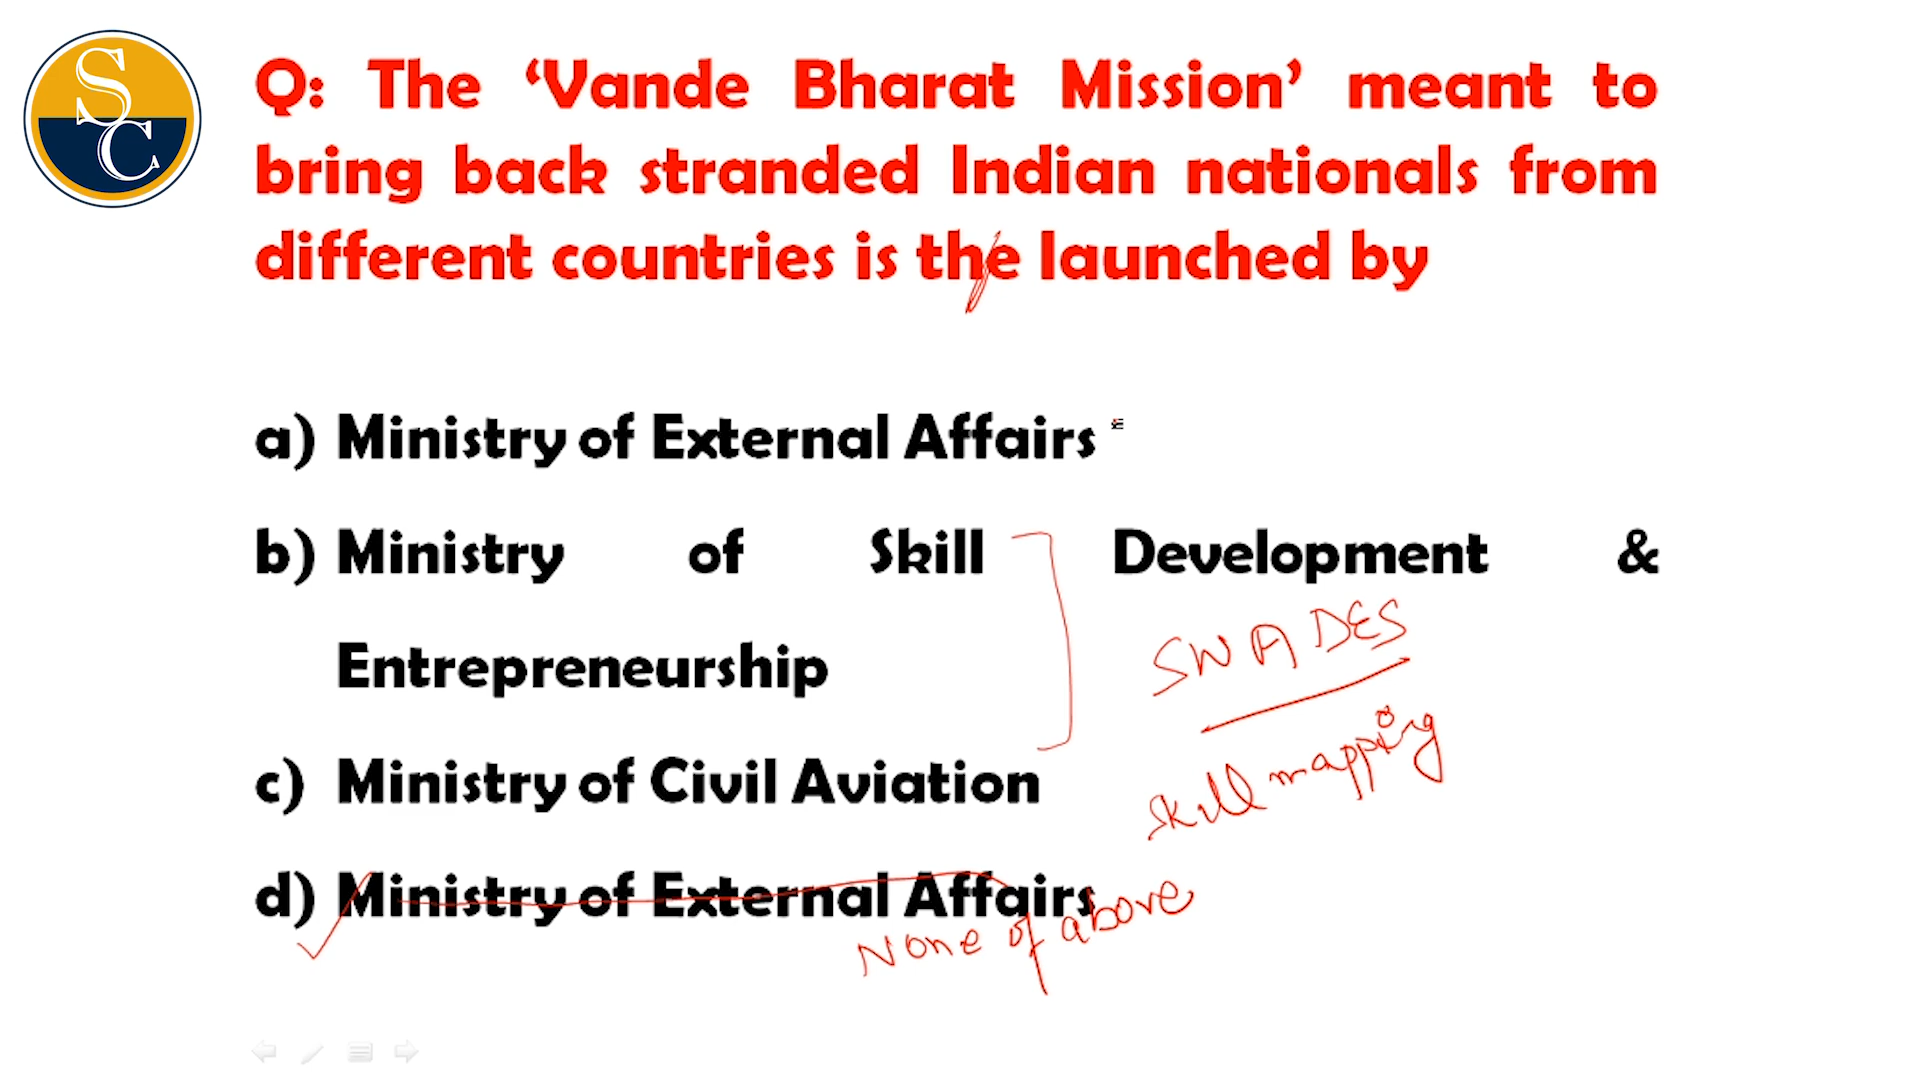 SC
Q: The ‘Vande Bharat Mission’ meant to
bring back stranded Indian nationals from
different countries is the launched by
a) Ministry of External Affairs
b) Ministry of Skill Development &
Entrepreneurship
SWADES
skill mapping
c) Ministry of Civil Aviation
d) Ministry of External Affairs
None of above